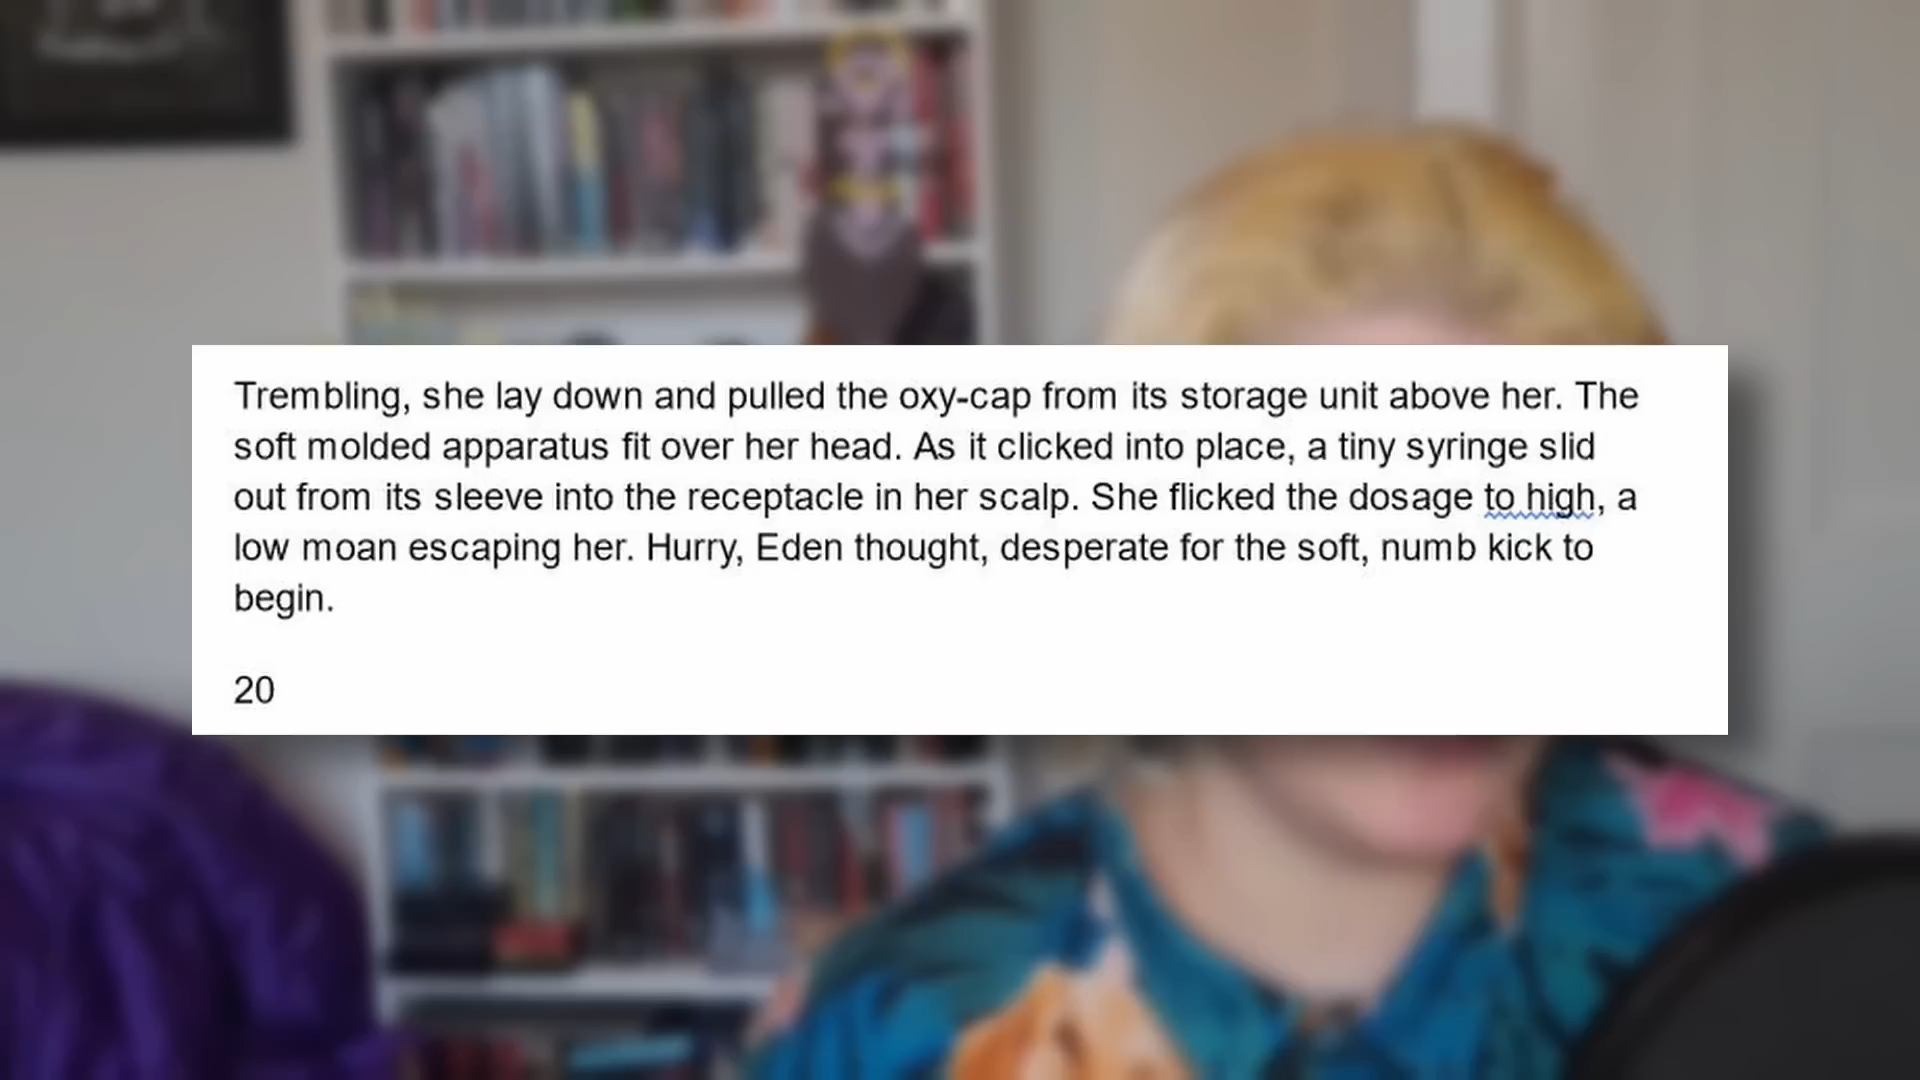 Trembling, she lay down and pulled the oxy-cap from its storage unit above her. The
soft molded apparatus fit over her head. As it clicked into place, a tiny syringe slid
out from its sleeve into the receptacle in her scalp. She flicked the dosage to high, a
low moan escaping her. Hurry, Eden thought, desperate for the soft, numb kick to
begin.
20